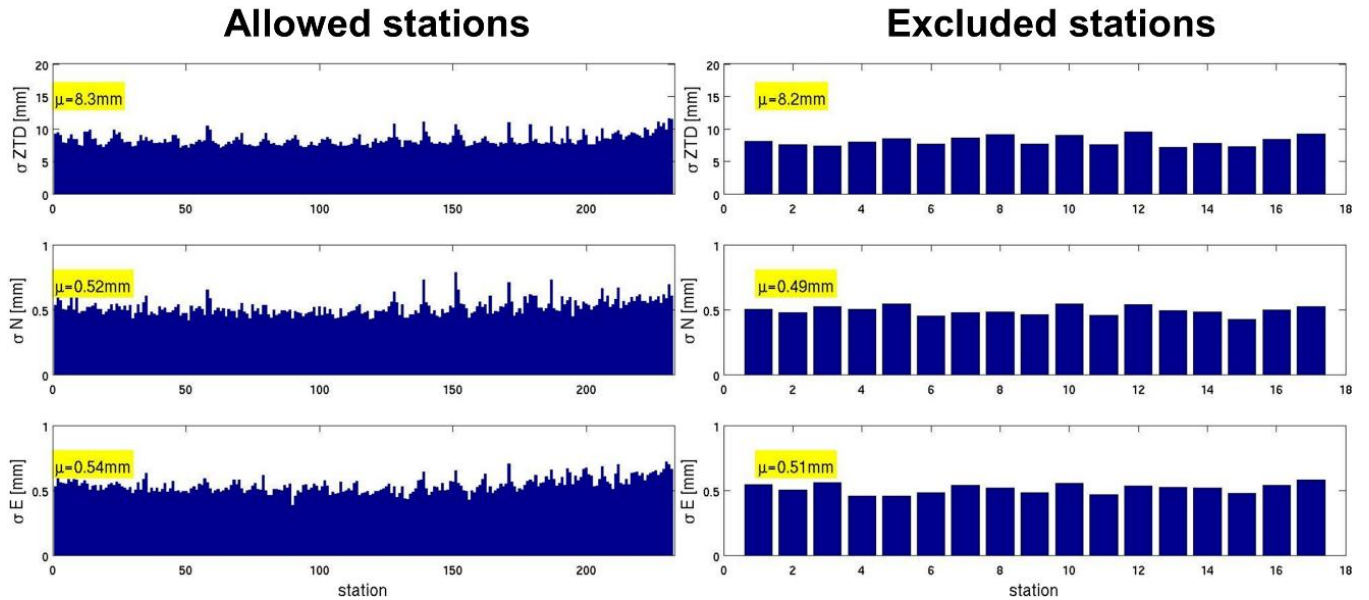 Allowed stations
Excluded stations
20
15
10
5
0
σ ZTD [mm]
μ=8.3mm
0 50 100 150 200
20
15
10
5
0
σ ZTD [mm]
μ=8.2mm
0 2 4 6 8 10 12 14 16 18
1
0.5
0
σ N [mm]
μ=0.52mm
0 50 100 150 200
1
0.5
0
σ N [mm]
μ=0.49mm
0 2 4 6 8 10 12 14 16 18
1
0.5
0
σ E [mm]
μ=0.54mm
0 50 100 150 200
station
1
0.5
0
σ E [mm]
μ=0.51mm
0 2 4 6 8 10 12 14 16 18
station